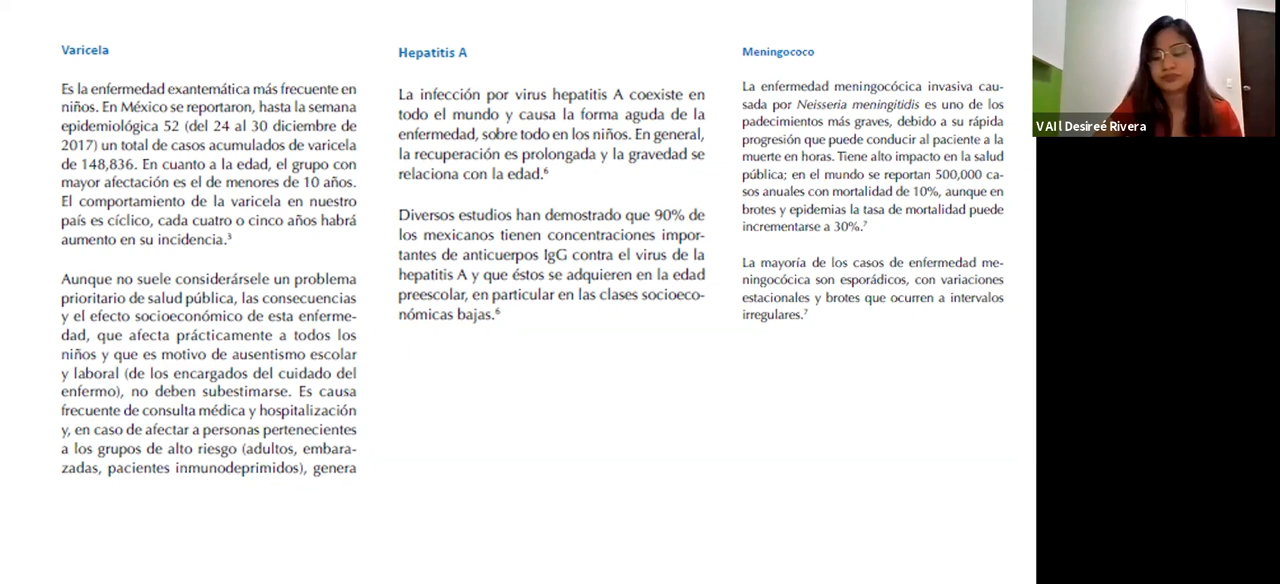 Varicela
Es la enfermedad exantemática más frecuente en
niños. En México se reportaron, hasta la semana
epidemiológica 52 (del 24 al 30 diciembre de
2017) un total de casos acumulados de varicela
de 148,836. En cuanto a la edad, el grupo con
mayor afectación es el de menores de 10 años.
El comportamiento de la varicela en nuestro
país es cíclico, cada cuatro o cinco años habrá
aumento en su incidencia.³
Aunque no suele considerársele un problema
prioritario de salud pública, las consecuencias
y el efecto socioeconómico de esta enferme-
dad, que afecta prácticamente a todos los
niños y que es motivo de ausentismo escolar
y laboral (de los encargados del cuidado del
enfermo), no deben subestimarse. Es causa
frecuente de consulta médica y hospitalización
y, en caso de afectar a personas pertenecientes
a los grupos de alto riesgo (adultos, embara-
zadas, pacientes inmunodeprimidos), genera
Hepatitis A
La infección por virus hepatitis A coexiste en
todo el mundo y causa la forma aguda de la
enfermedad, sobre todo en los niños. En general,
la recuperación es prolongada y la gravedad se
relaciona con la edad.⁶
Diversos estudios han demostrado que 90% de
los mexicanos tienen concentraciones impor-
tantes de anticuerpos IgG contra el virus de la
hepatitis A y que éstos se adquieren en la edad
preescolar, en particular en las clases socioeco-
nómicas bajas.⁶
Meningococo
La enfermedad meningocócica invasiva cau-
sada por Neisseria meningitidis es uno de los
padecimientos más graves, debido a su rápida
progresión que puede conducir al paciente a la
muerte en horas. Tiene alto impacto en la salud
pública; en el mundo se reportan 500,000 ca-
sos anuales con mortalidad de 10%, aunque en
brotes y epidemias la tasa de mortalidad puede
incrementarse a 30%.⁷
La mayoría de los casos de enfermedad me-
ningocócica son esporádicos, con variaciones
estacionales y brotes que ocurren a intervalos
irregulares.⁷
Desireé Rivera